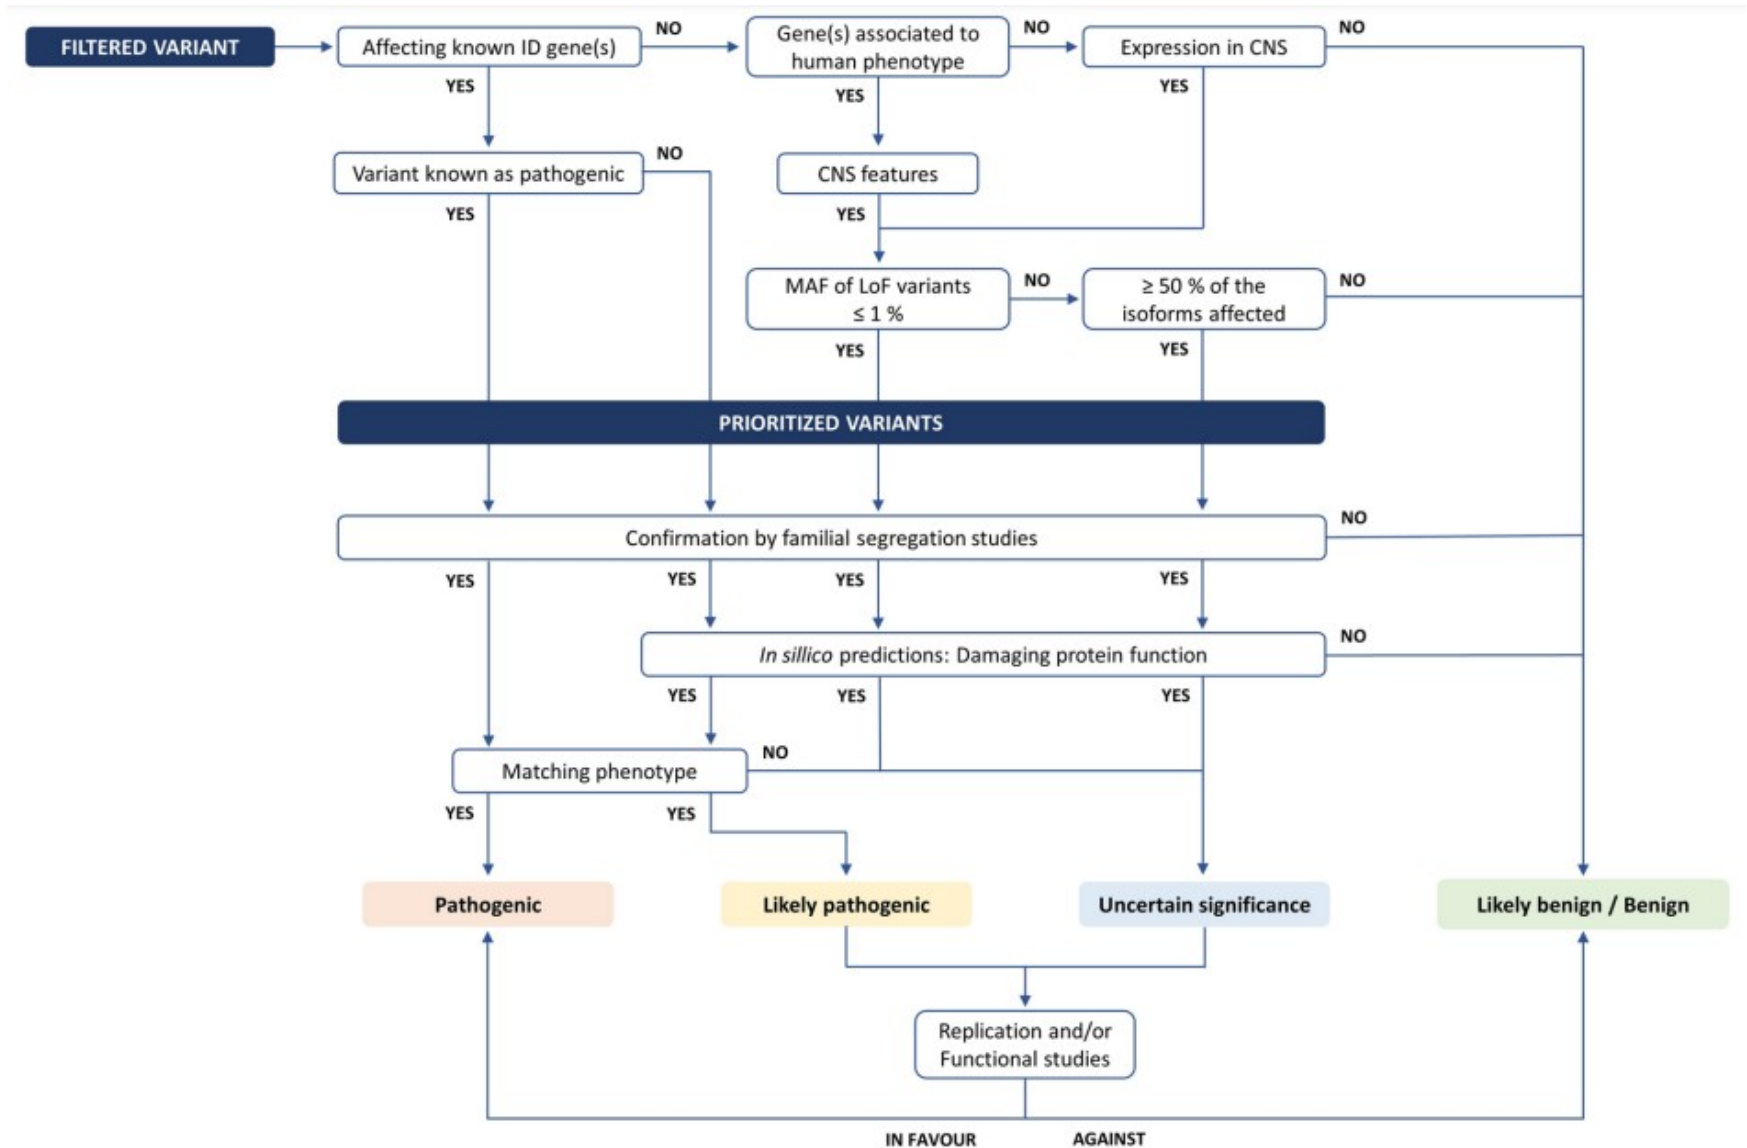 FILTERED VARIANT
Affecting known ID gene(s)
NO
Gene(s) associated to
human phenotype
NO
Expression in CNS
NO
YES
YES
YES
Variant known as pathogenic
NO
CNS features
YES
YES
MAF of LoF variants
≤ 1 %
NO
≥ 50 % of the
isoforms affected
NO
YES
YES
PRIORITIZED VARIANTS
Confirmation by familial segregation studies
NO
YES
YES
YES
YES
In sillico predictions: Damaging protein function
NO
YES
YES
YES
Matching phenotype
NO
YES
YES
Pathogenic
Likely pathogenic
Uncertain significance
Likely benign / Benign
Replication and/or
Functional studies
IN FAVOUR
AGAINST